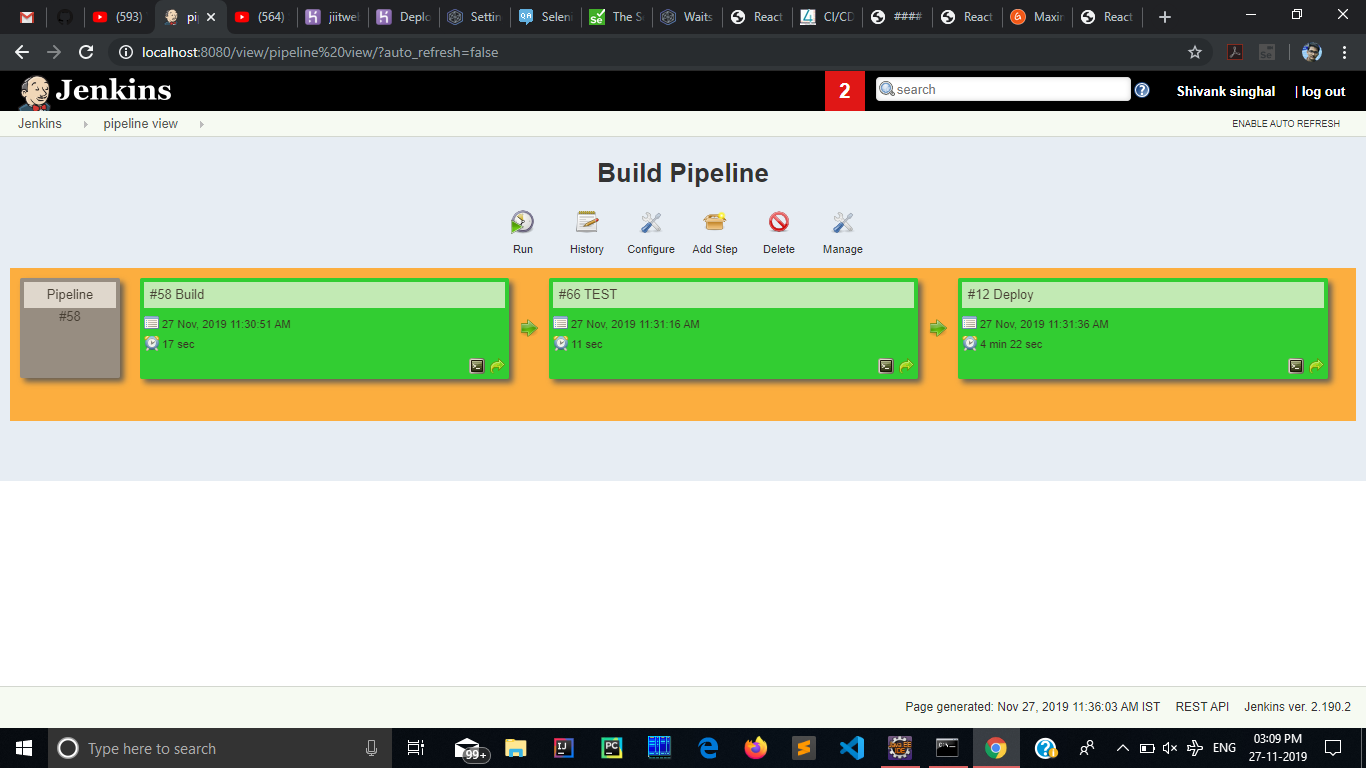 (593) pi (564) jiitwel Deplo Settin Seleni The Se Waits React CI/CD #### React Maxim React
localhost:8080/view/pipeline%20view/?auto_refresh=false
Jenkins 2 search Shivank singhal | log out
Jenkins pipeline view ENABLE AUTO REFRESH
Build Pipeline
Run History Configure Add Step Delete Manage
Pipeline
#58
#58 Build
27 Nov, 2019 11:30:51 AM
17 sec
#66 TEST
27 Nov, 2019 11:31:16 AM
11 sec
#12 Deploy
27 Nov, 2019 11:31:36 AM
4 min 22 sec
Page generated: Nov 27, 2019 11:36:03 AM IST REST API Jenkins ver. 2.190.2
Type here to search 99+ ENG 03:09 PM
27-11-2019